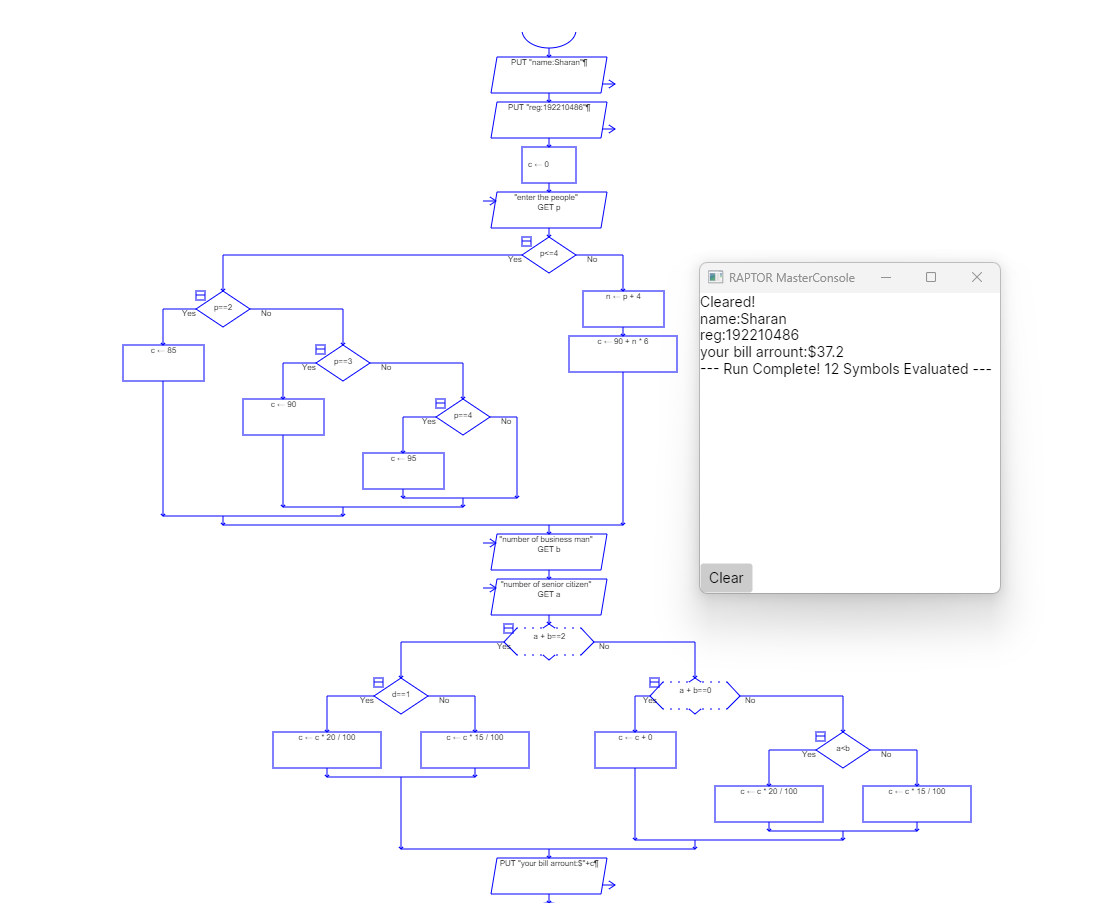 PUT "name:Sharan"¶
PUT "reg:192210486"¶
c ← 0
"enter the people"
GET p
p<=4
Yes
No
p==2
Yes
No
n ← p + 4
c ← 85
p==3
Yes
No
c ← 90 + n * 6
c ← 90
p==4
Yes
No
c ← 95
"number of business man"
GET b
"number of senior citizen"
GET a
a + b==2
Yes
No
d==1
Yes
No
a + b==0
Yes
No
c ← c * 20 / 100
c ← c * 15 / 100
c ← c + 0
a<b
Yes
No
c ← c * 20 / 100
c ← c * 15 / 100
PUT "your bill arrount:$"+c¶
RAPTOR MasterConsole
Cleared!
name:Sharan
reg:192210486
your bill arrount:$37.2
--- Run Complete! 12 Symbols Evaluated ---
Clear